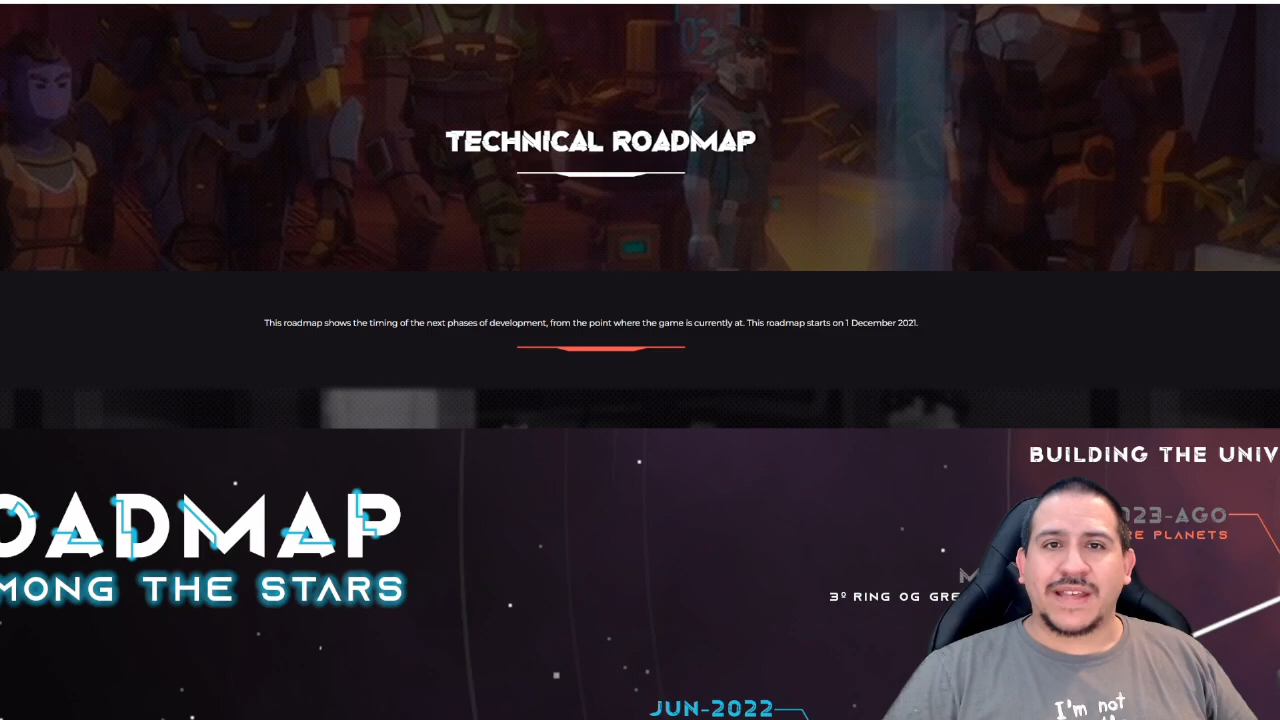 TECHNICAL ROADMAP
This roadmap shows the timing of the next phases of development, from the point where the game is currently at. This roadmap starts on 1 December 2021.
BUILDING THE UNIV
OADMAP
MONG THE STARS
023-AGO
RE PLANETS
M
3º RING OG GRE
JUN-2022
I'm not